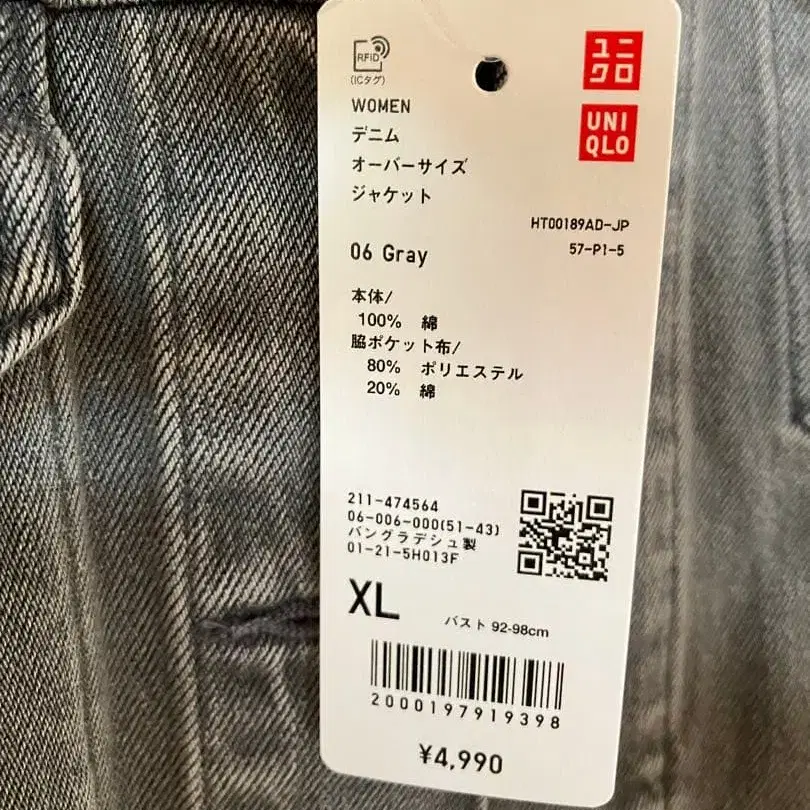 RFID
(ICタグ)
ユニ
クロ
UNI
QLO
WOMEN
デニム
オーバーサイズ
ジャケット
HT00189AD-JP
57-P1-5
06 Gray
本体/
100% 綿
脇ポケット布/
80% ポリエステル
20% 綿
211-474564
06-006-000(51-43)
バングラデシュ製
01-21-5H013F
XL
バスト 92-98cm
2000197919398
¥4,990